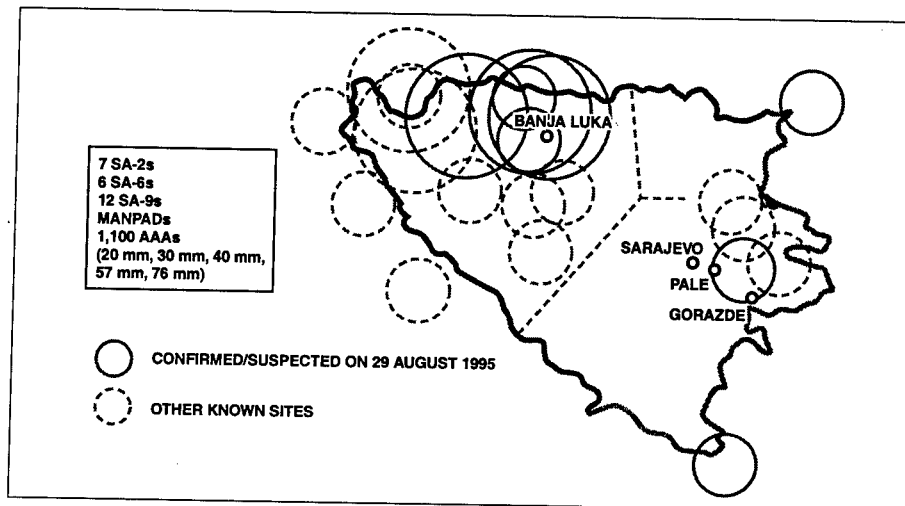 BANJA LUKA
7 SA-2s
6 SA-6s
12 SA-9s
MANPADs
1,100 AAAs
(20 mm, 30 mm, 40 mm,
57 mm, 76 mm)
SARAJEVO
PALE
GORAZDE
CONFIRMED/SUSPECTED ON 29 AUGUST 1995
OTHER KNOWN SITES